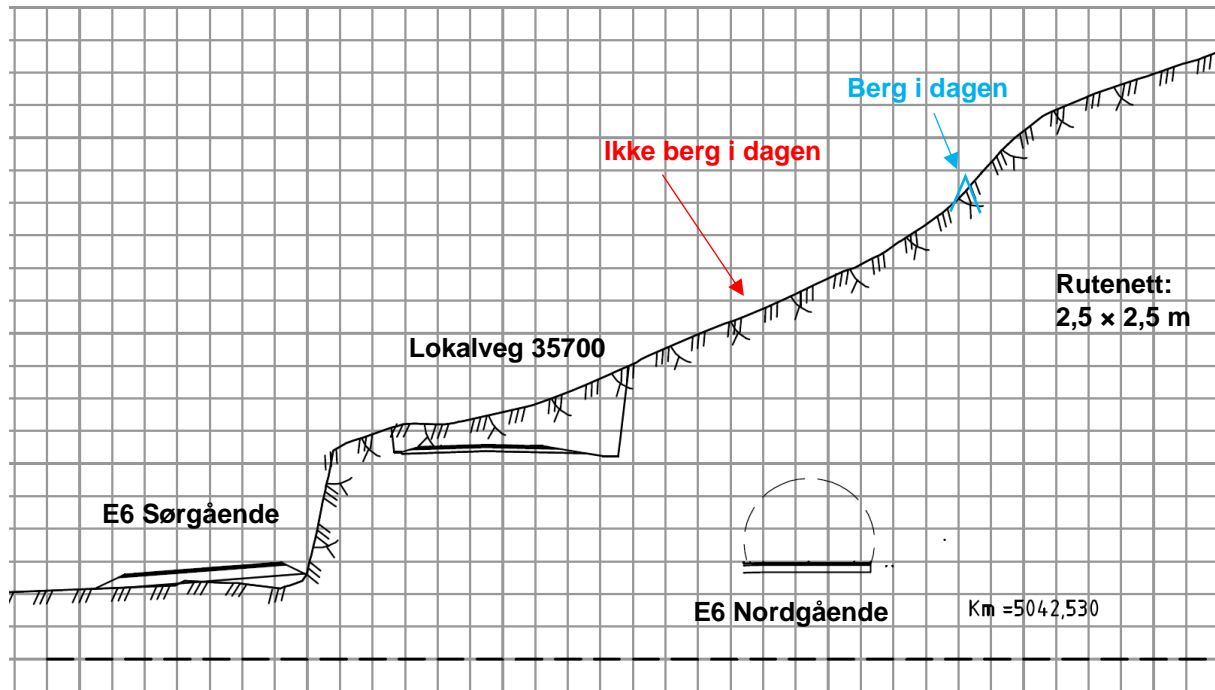 Berg i dagen
Ikke berg i dagen
Rutenett:
2,5 × 2,5 m
Lokalveg 35700
E6 Sørgående
E6 Nordgående
Km =5042,530